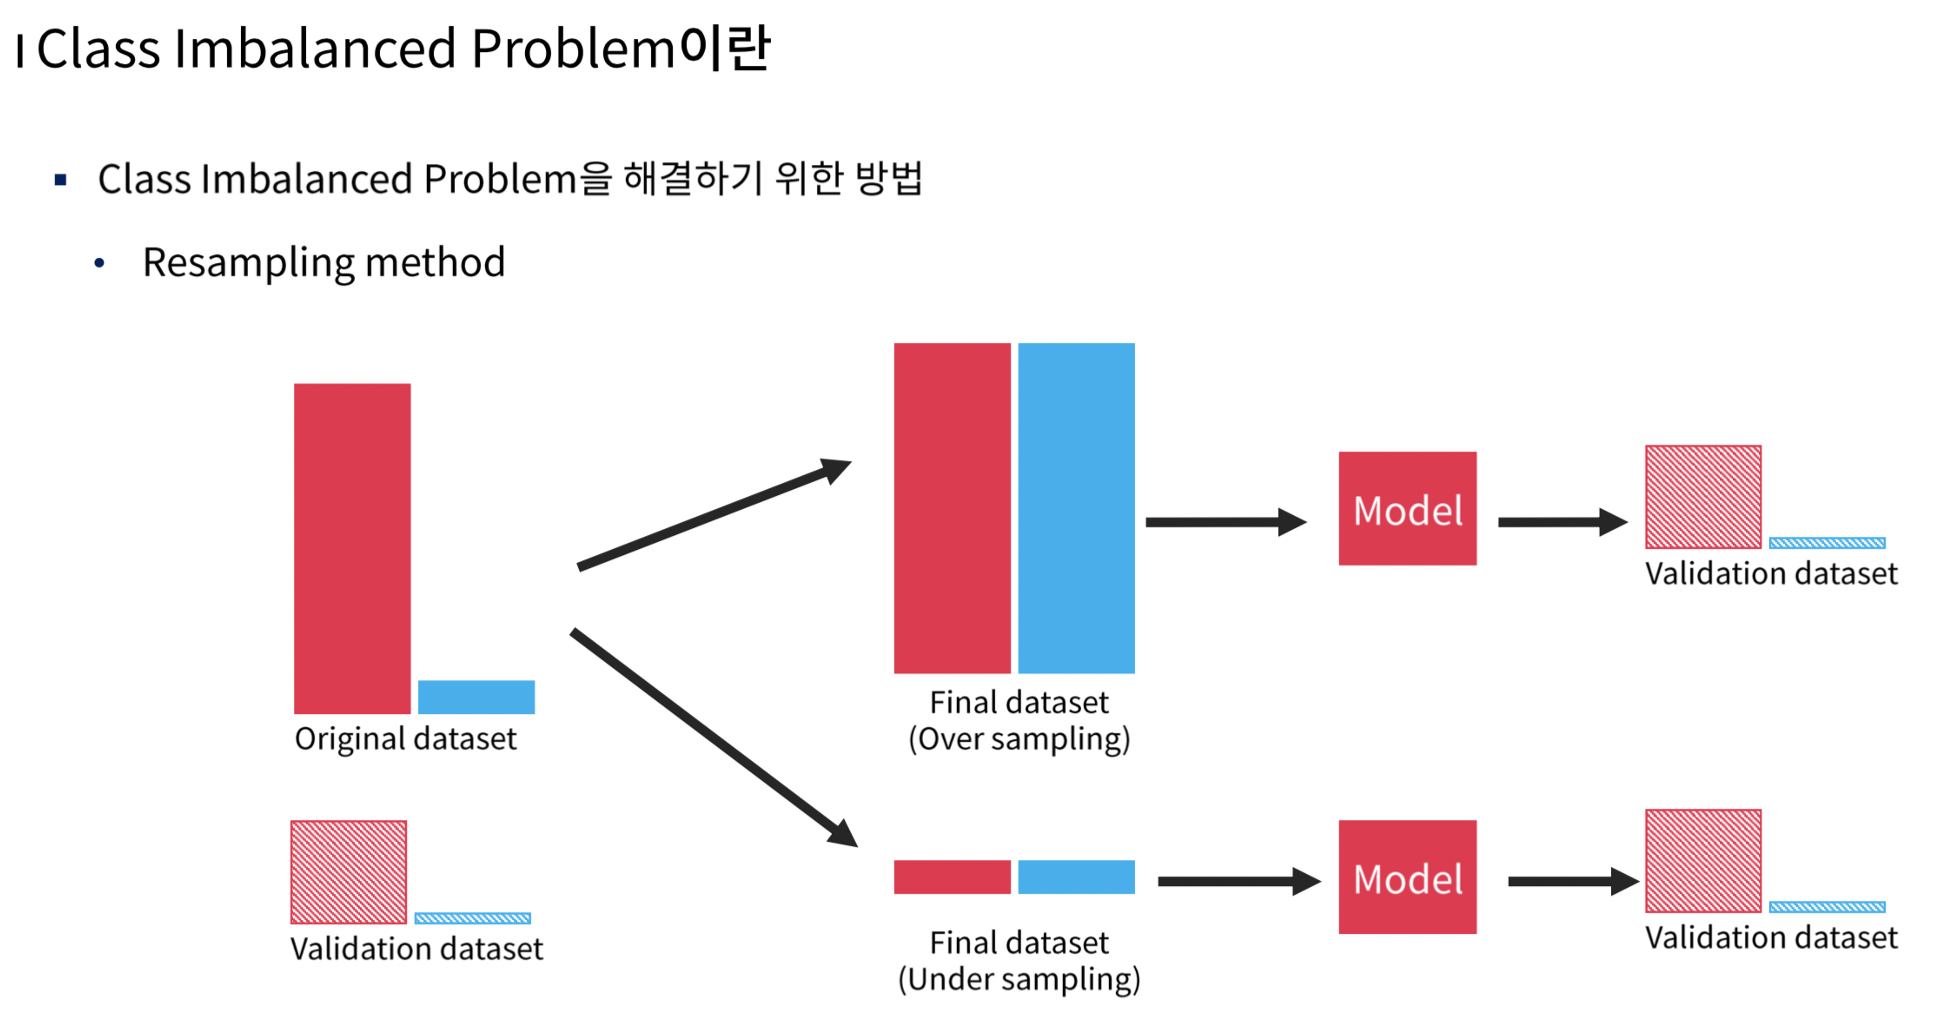 I Class Imbalanced Problem이란
▪ Class Imbalanced Problem을 해결하기 위한 방법
• Resampling method
Original dataset
Validation dataset
Final dataset
(Over sampling)
Model
Validation dataset
Final dataset
(Under sampling)
Model
Validation dataset